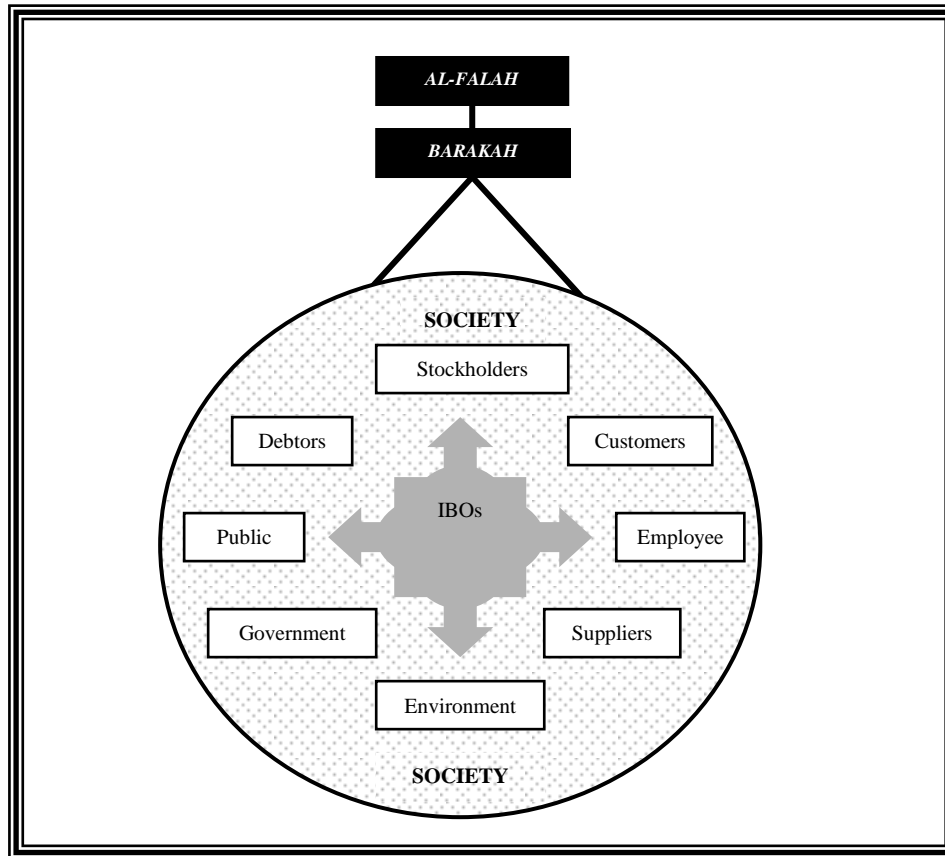 AL-FALAH
BARAKAH
SOCIETY
Stockholders
Debtors
Customers
IBOs
Public
Employee
Government
Suppliers
Environment
SOCIETY